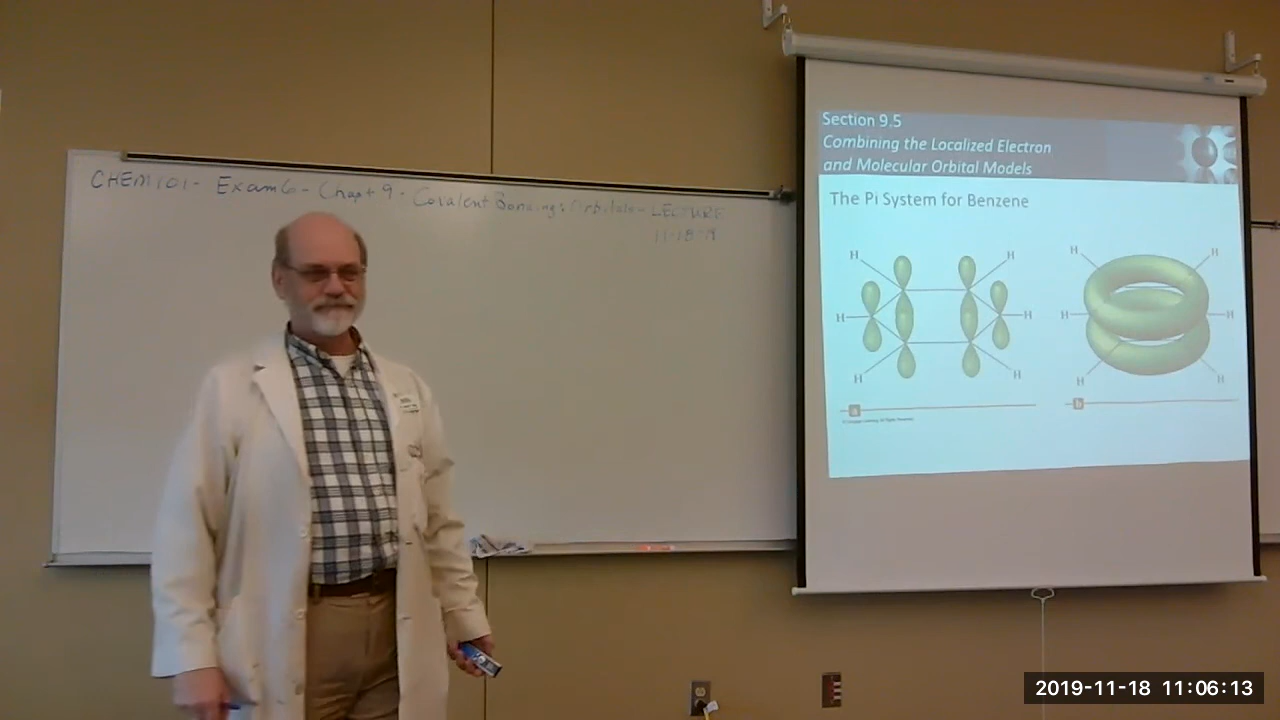 CHEM 101 - Exam 6 - Chapt 9 - Covalent Bonding: Orbitals - LECTURE
11-18-19
Section 9.5
Combining the Localized Electron
and Molecular Orbital Models
The Pi System for Benzene
H H H H
H H H H
H H H H
a b
2019-11-18 11:06:13